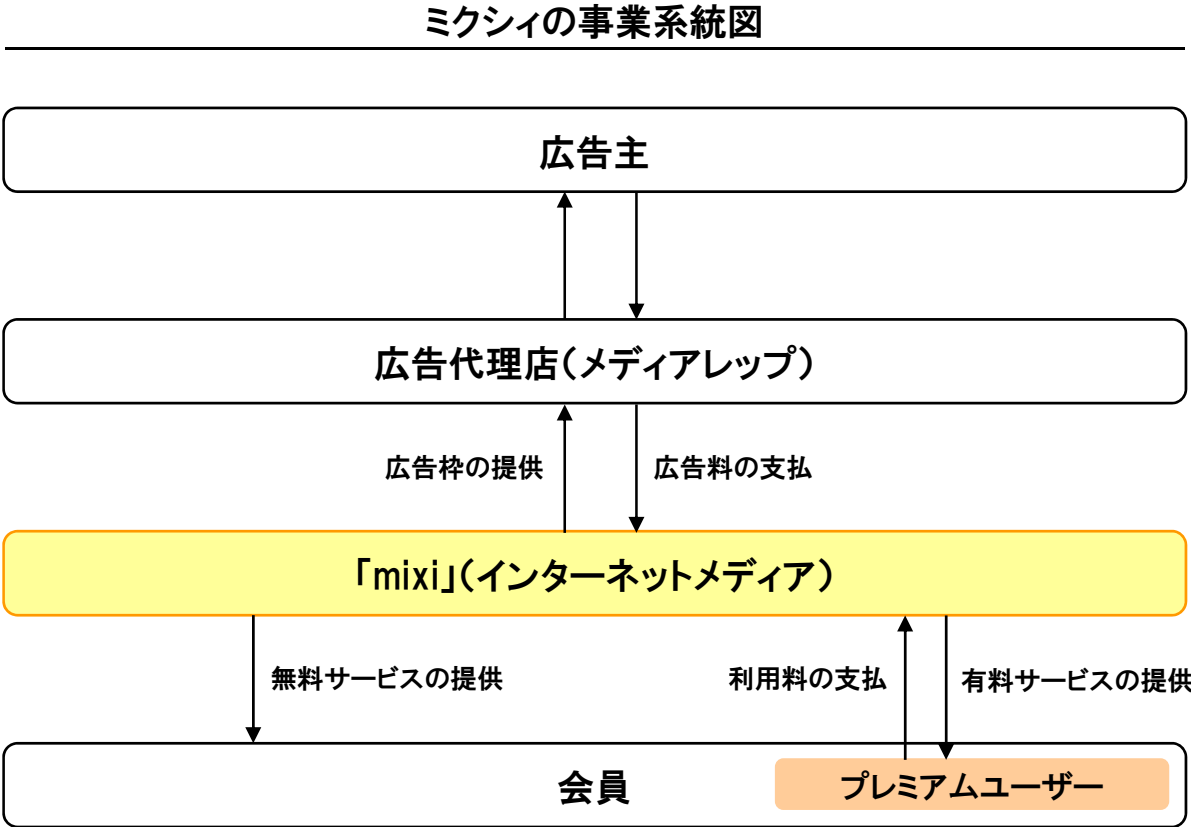 ミクシィの事業系統図
広告主
広告代理店(メディアレップ)
広告枠の提供
広告料の支払
「mixi」(インターネットメディア)
無料サービスの提供
利用料の支払
有料サービスの提供
会員
プレミアムユーザー